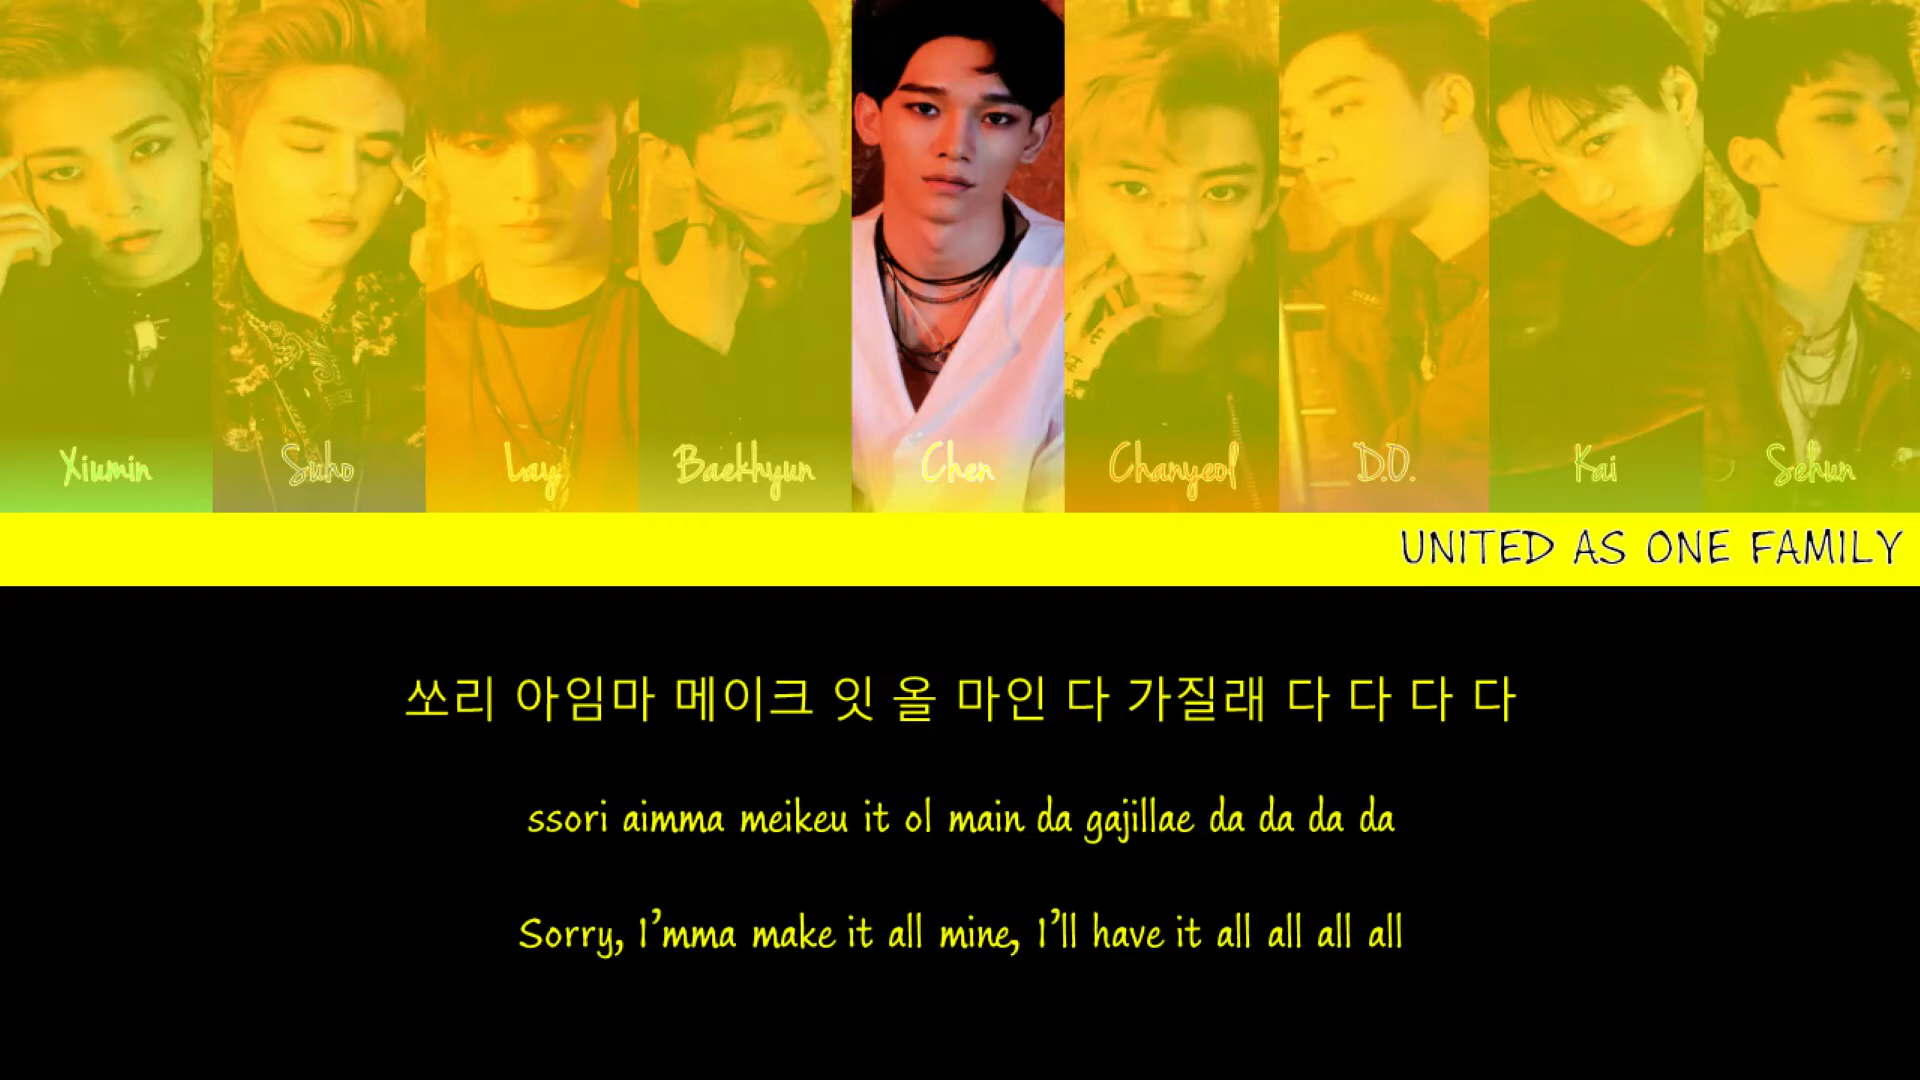 Xiumin Suho Lay Baekhyun Chen Chanyeol D.O. Kai Sehun
UNITED AS ONE FAMILY
쏘리 아임마 메이크 잇 올 마인 다 가질래 다 다 다 다
ssori aimma meikeu it ol main da gajillae da da da da
Sorry, I'mma make it all mine, I'll have it all all all all